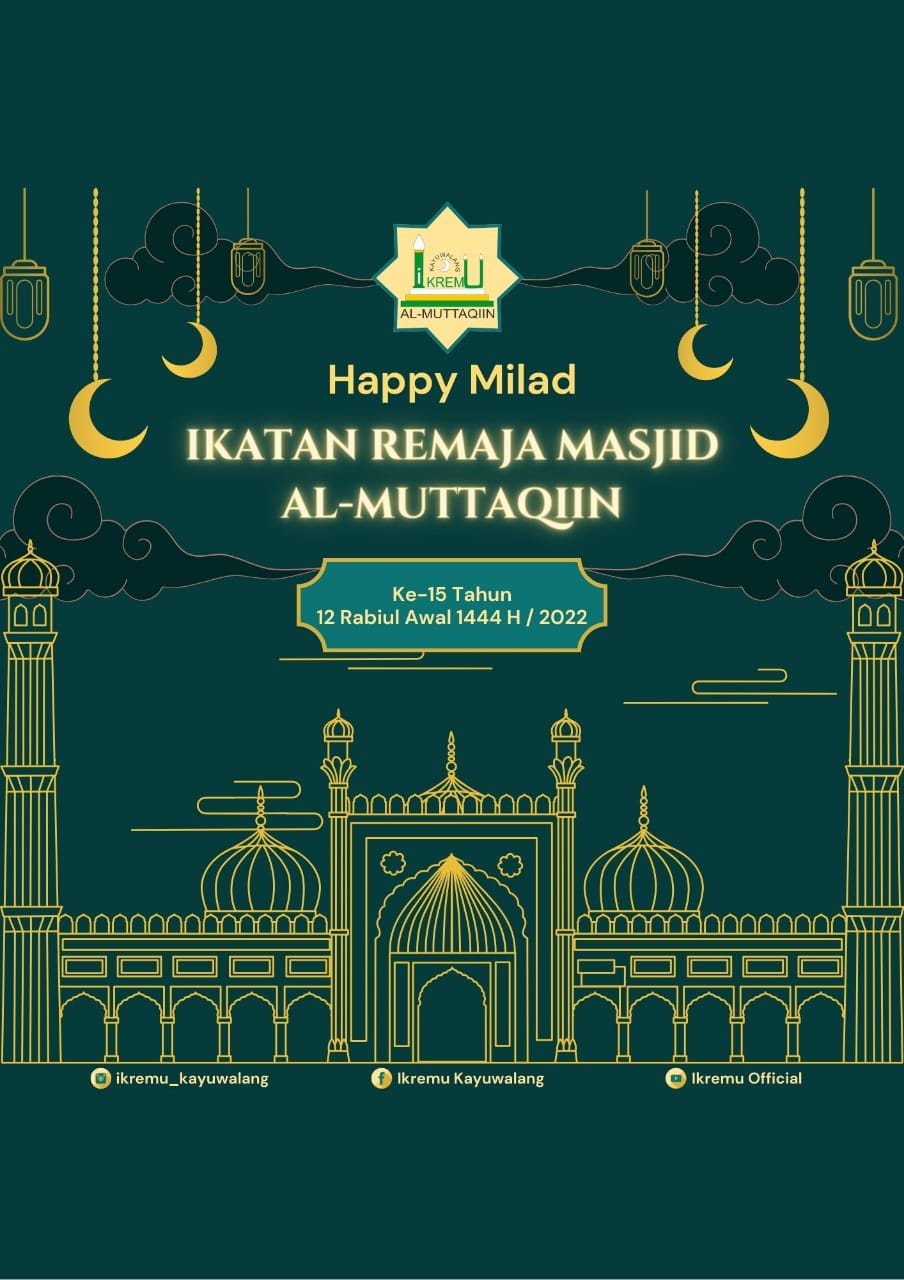 KAYUWALANG
iKREMU
AL-MUTTAQIIN
Happy Milad
IKATAN REMAJA MASJID
AL-MUTTAQIIN
Ke-15 Tahun
12 Rabiul Awal 1444 H / 2022
ikremu_kayuwalang
Ikremu Kayuwalang
Ikremu Official